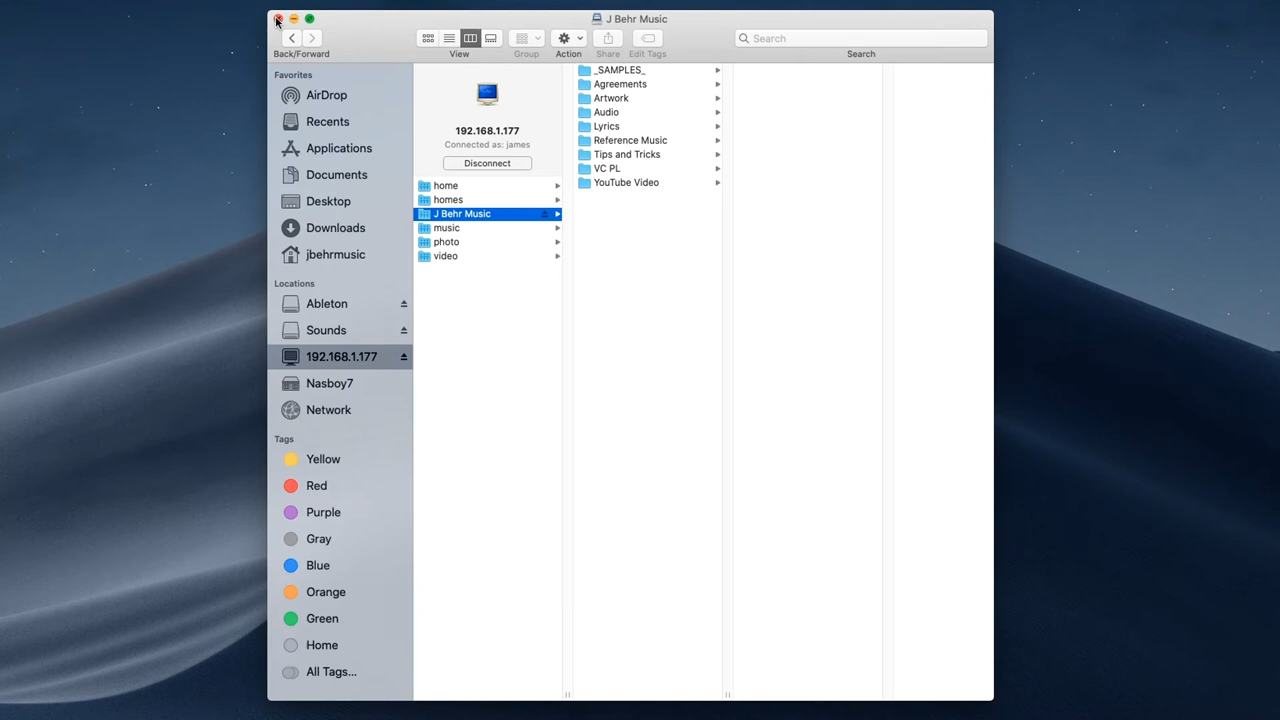 J Behr Music
Search
Back/Forward
View
Group
Action
Share
Edit Tags
Search
Favorites
AirDrop
Recents
Applications
Documents
Desktop
Downloads
jbehrmusic
Locations
Ableton
Sounds
192.168.1.177
Nasboy7
Network
Tags
Yellow
Red
Purple
Gray
Blue
Orange
Green
Home
All Tags...
192.168.1.177
Connected as: james
Disconnect
home
homes
J Behr Music
music
photo
video
_SAMPLES_
Agreements
Artwork
Audio
Lyrics
Reference Music
Tips and Tricks
VC PL
YouTube Video